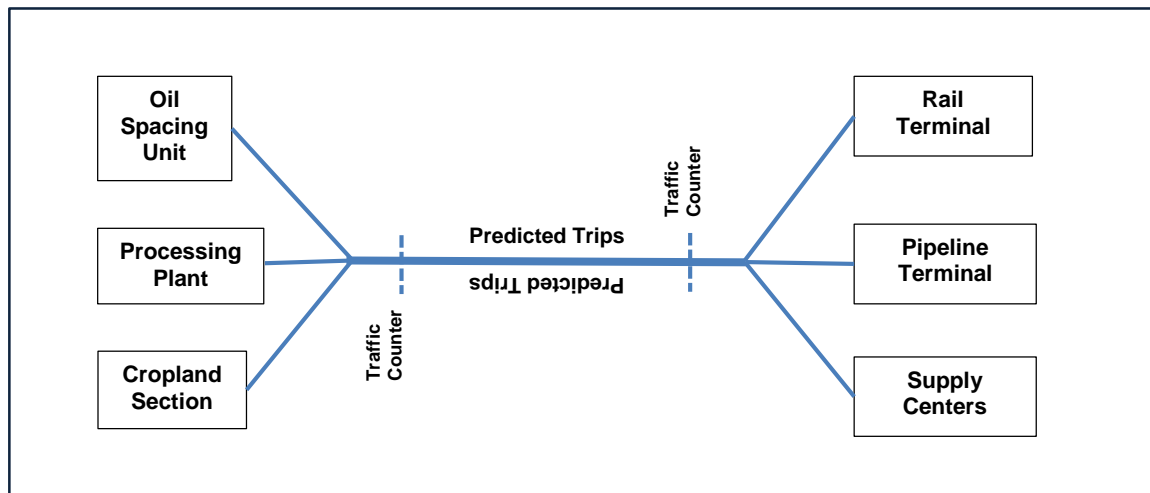 Oil
Spacing
Unit
Processing
Plant
Cropland
Section
Traffic
Counter
Predicted Trips
Predicted Trips
Traffic
Counter
Rail
Terminal
Pipeline
Terminal
Supply
Centers